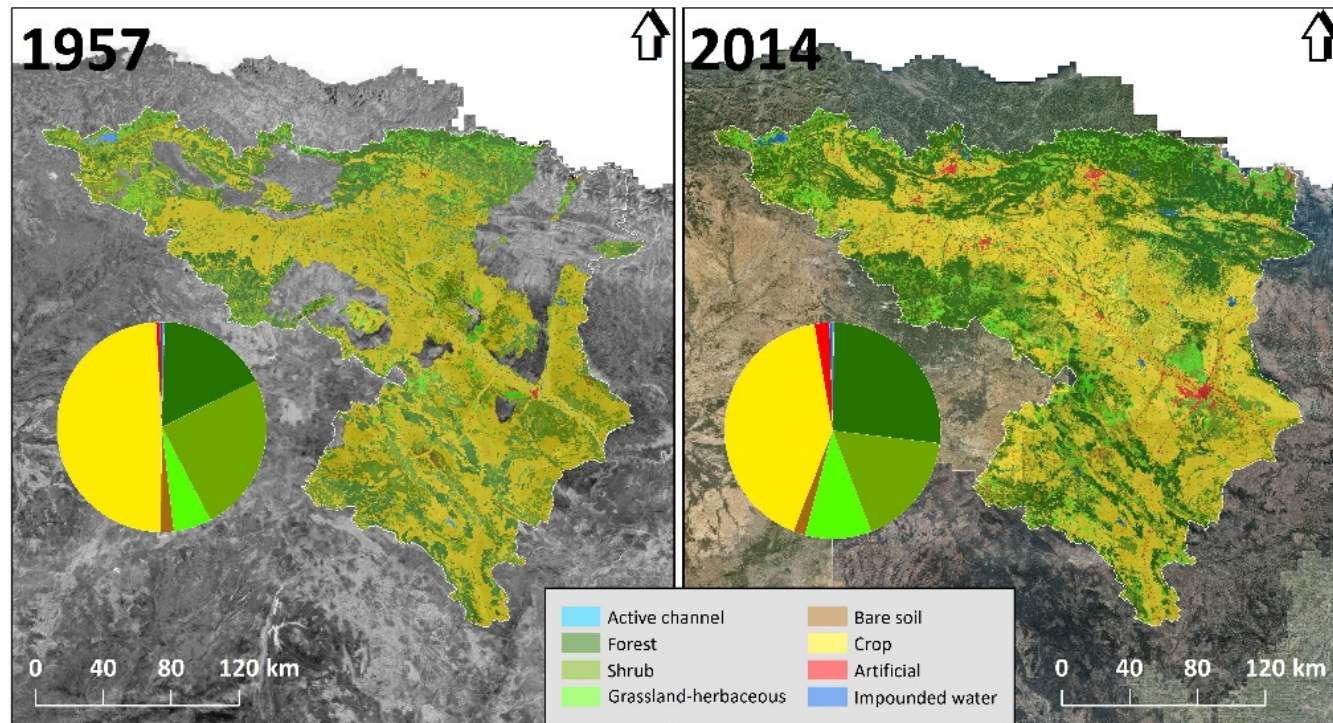 1957
2014
0 40 80 120 km
Active channel
Forest
Shrub
Grassland-herbaceous
Bare soil
Crop
Artificial
Impounded water
0 40 80 120 km